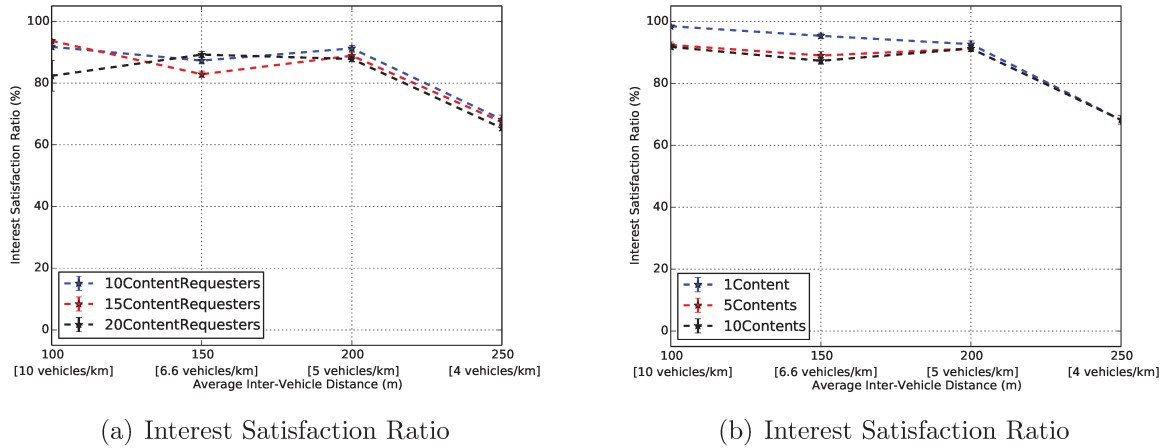 100
80
60
40
20
0
Interest Satisfaction Ratio (%)
10ContentRequesters
15ContentRequesters
20ContentRequesters
100
[10 vehicles/km]
150
[6.6 vehicles/km]
200
[5 vehicles/km]
250
[4 vehicles/km]
Average Inter-Vehicle Distance (m)
(a) Interest Satisfaction Ratio
100
80
60
40
20
0
Interest Satisfaction Ratio (%)
1Content
5Contents
10Contents
100
[10 vehicles/km]
150
[6.6 vehicles/km]
200
[5 vehicles/km]
250
[4 vehicles/km]
Average Inter-Vehicle Distance (m)
(b) Interest Satisfaction Ratio